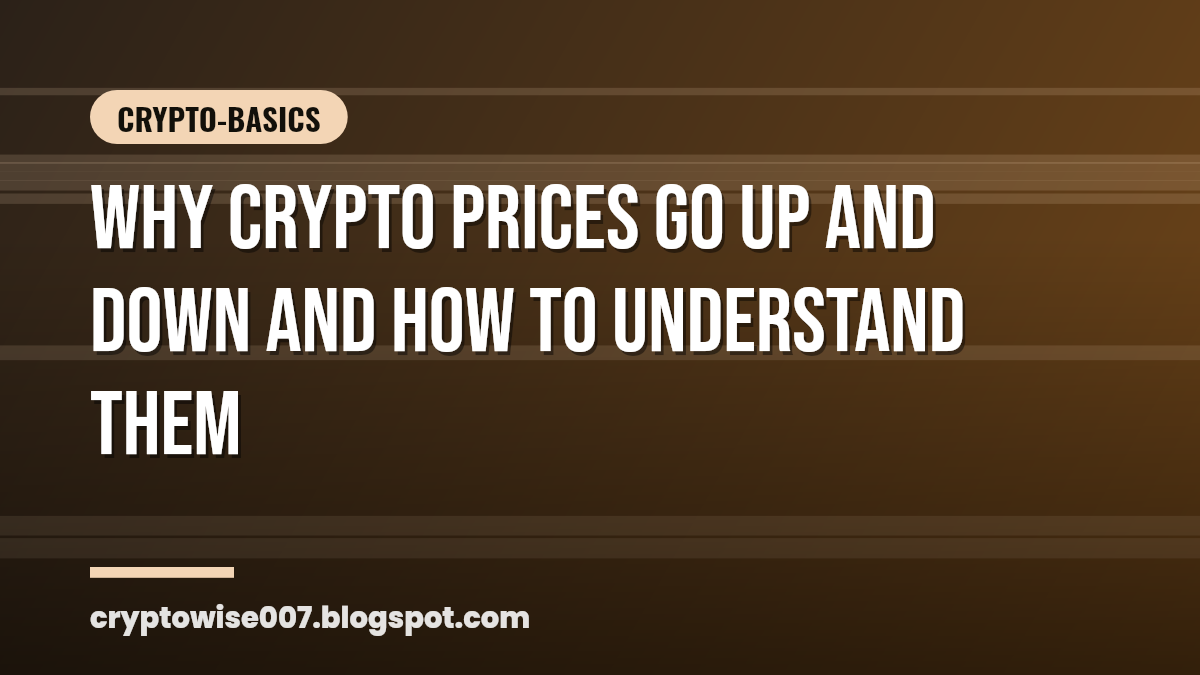 CRYPTO-BASICS
WHY CRYPTO PRICES GO UP AND
DOWN AND HOW TO UNDERSTAND
THEM
cryptowise007.blogspot.com